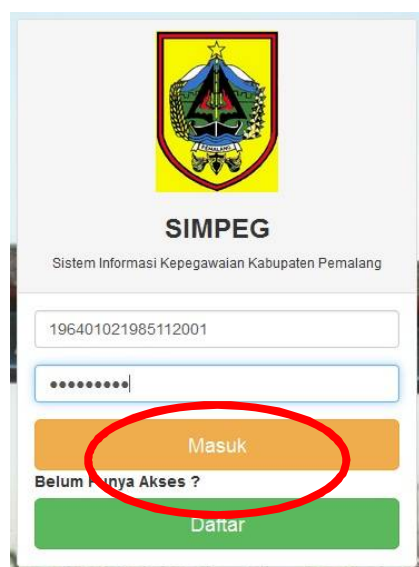 PEMALANG
SIMPEG
Sistem Informasi Kepegawaian Kabupaten Pemalang
196401021985112001
•••••••••
Masuk
Belum Punya Akses ?
Daftar